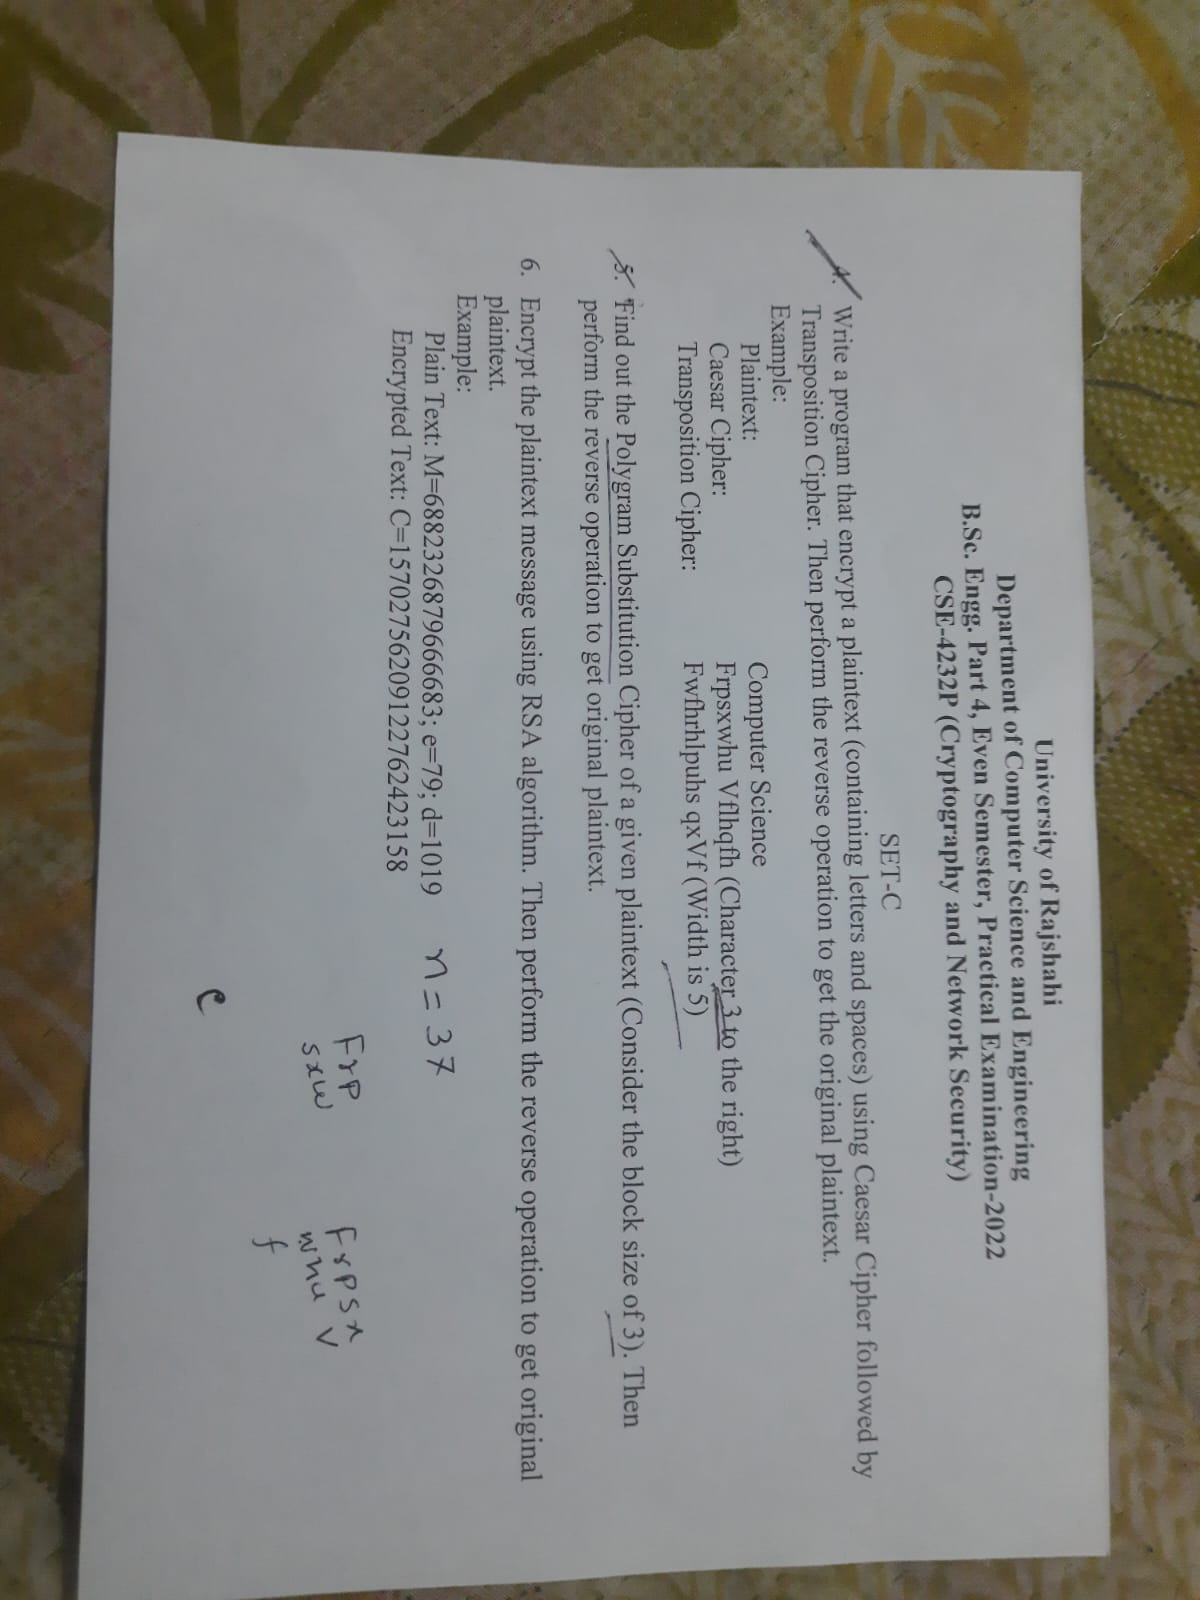 University of Rajshahi
Department of Computer Science and Engineering
B.Sc. Engg. Part 4, Even Semester, Practical Examination-2022
CSE-4232P (Cryptography and Network Security)
SET-C
4. Write a program that encrypt a plaintext (containing letters and spaces) using Caesar Cipher followed by
Transposition Cipher. Then perform the reverse operation to get the original plaintext.
Example:
Plaintext: Computer Science
Caesar Cipher: Frpsxwhu Vflhqfh (Character 3 to the right)
Transposition Cipher: Fwfhrhlpuhs qxVf (Width is 5)
5. Find out the Polygram Substitution Cipher of a given plaintext (Consider the block size of 3). Then
perform the reverse operation to get original plaintext.
6. Encrypt the plaintext message using RSA algorithm. Then perform the reverse operation to get original
plaintext.
Example:
Plain Text: M=6882326879666683; e=79; d=1019 n = 37
Encrypted Text: C=15702756209122762423158
Frp Frpsx
sxw whu V
f
e